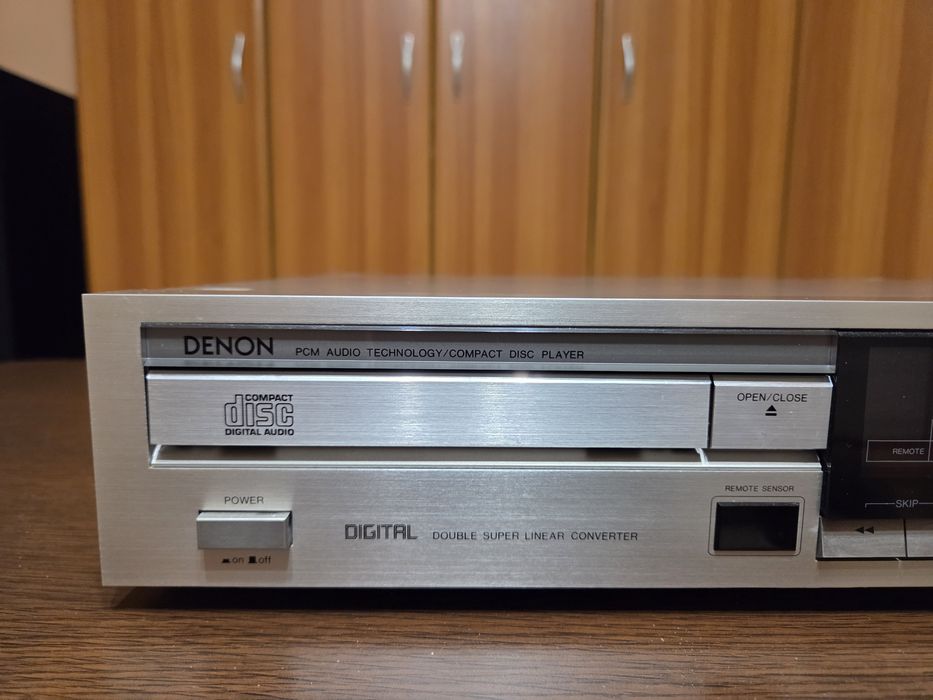 DENON PCM AUDIO TECHNOLOGY/COMPACT DISC PLAYER
COMPACT
disc
DIGITAL AUDIO
OPEN/CLOSE
REMOTE
POWER
on off
DIGITAL DOUBLE SUPER LINEAR CONVERTER
REMOTE SENSOR
SKIP